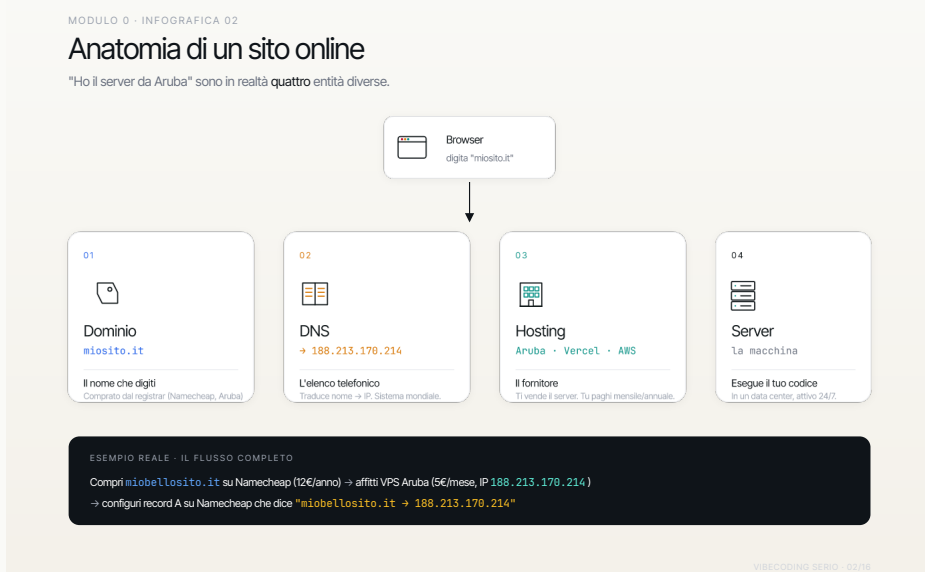 MODULO 0 · INFOGRAFICA 02
Anatomia di un sito online
"Ho il server da Aruba" sono in realtà quattro entità diverse.
Browser
digita "miosito.it"
01
Dominio
miosito.it
Il nome che digiti
Comprato dal registrar (Namecheap, Aruba)
02
DNS
→ 188.213.170.214
L'elenco telefonico
Traduce nome → IP. Sistema mondiale.
03
Hosting
Aruba · Vercel · AWS
Il fornitore
Ti vende il server. Tu paghi mensile/annuale.
04
Server
la macchina
Esegue il tuo codice
In un data center, attivo 24/7.
ESEMPIO REALE · IL FLUSSO COMPLETO
Compri miobellosito.it su Namecheap (12€/anno) → affitti VPS Aruba (5€/mese, IP 188.213.170.214)
→ configuri record A su Namecheap che dice "miobellosito.it → 188.213.170.214"
VIBECODING SERIO · 02/16